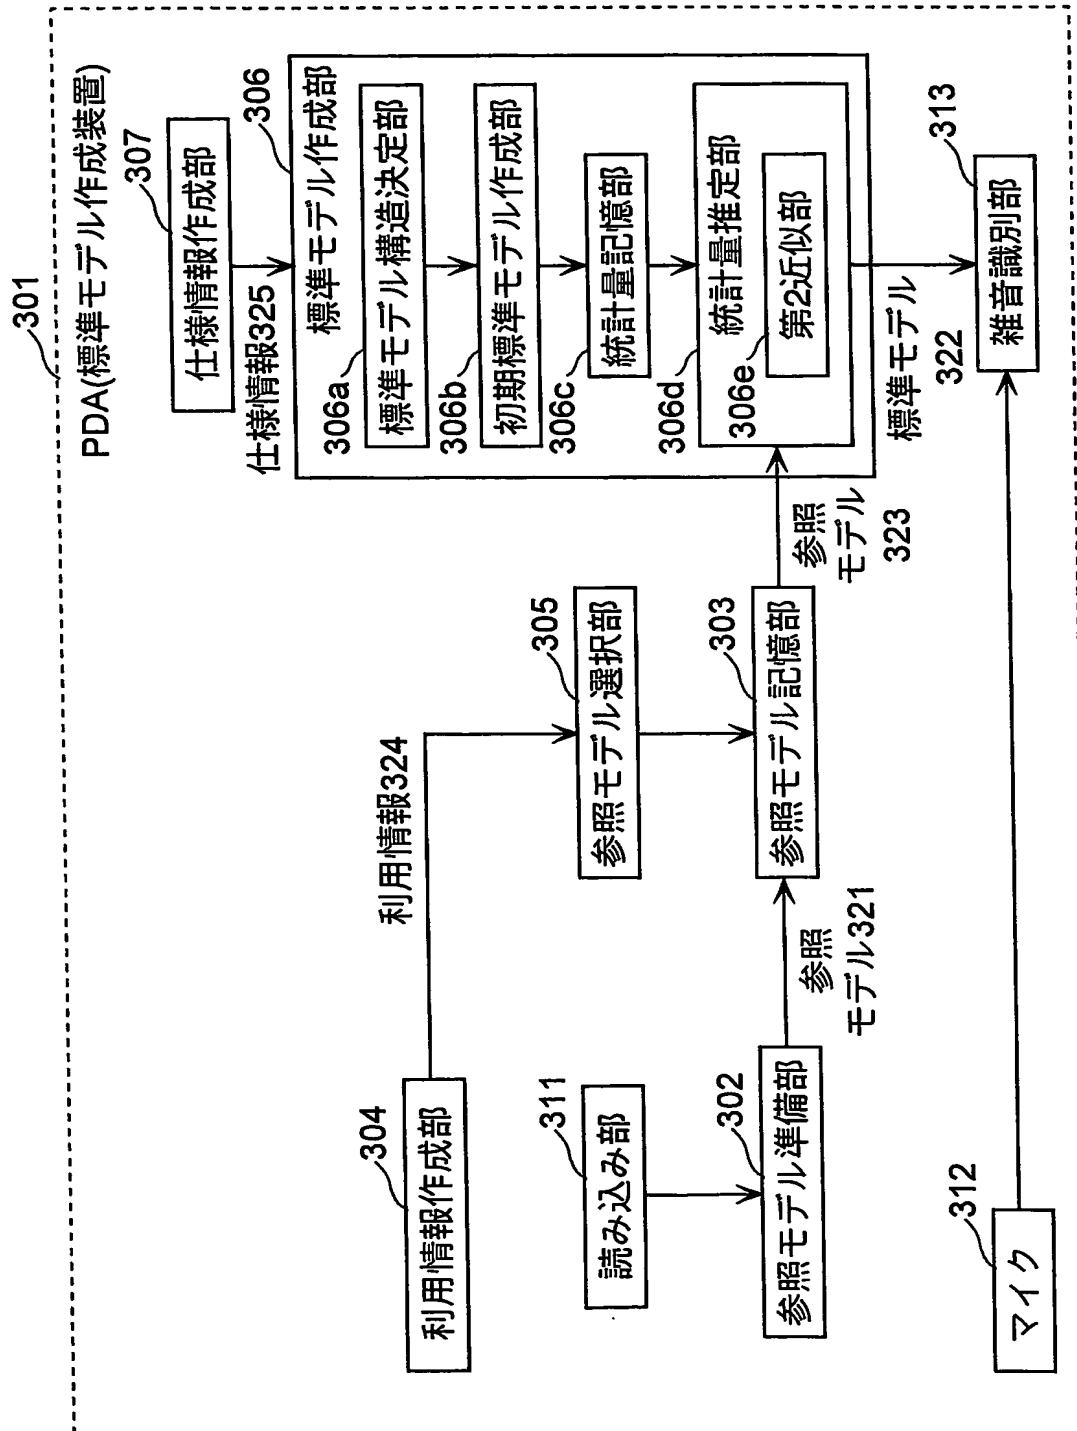 301
PDA(標準モデル作成装置)
307
仕様情報作成部
仕様情報325
306
標準モデル作成部
306a
標準モデル構造決定部
306b
初期標準モデル作成部
306c
統計量記憶部
306d
統計量推定部
306e
第2近似部
標準モデル
322
313
雑音識別部
利用情報324
305
参照モデル選択部
303
参照モデル記憶部
参照
モデル
323
304
利用情報作成部
311
読み込み部
302
参照モデル準備部
参照
モデル321
312
マイク